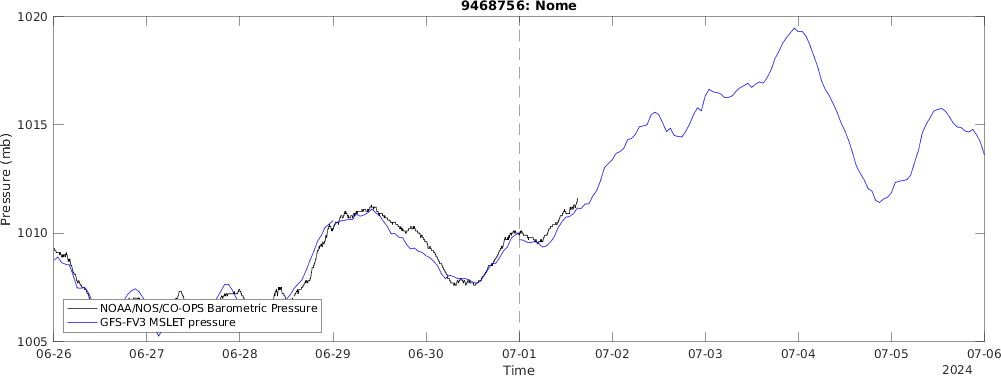 9468756: Nome
1020
1015
1010
1005
Pressure (mb)
NOAA/NOS/CO-OPS Barometric Pressure
GFS-FV3 MSLET pressure
06-26 06-27 06-28 06-29 06-30 07-01 07-02 07-03 07-04 07-05 07-06
Time
2024